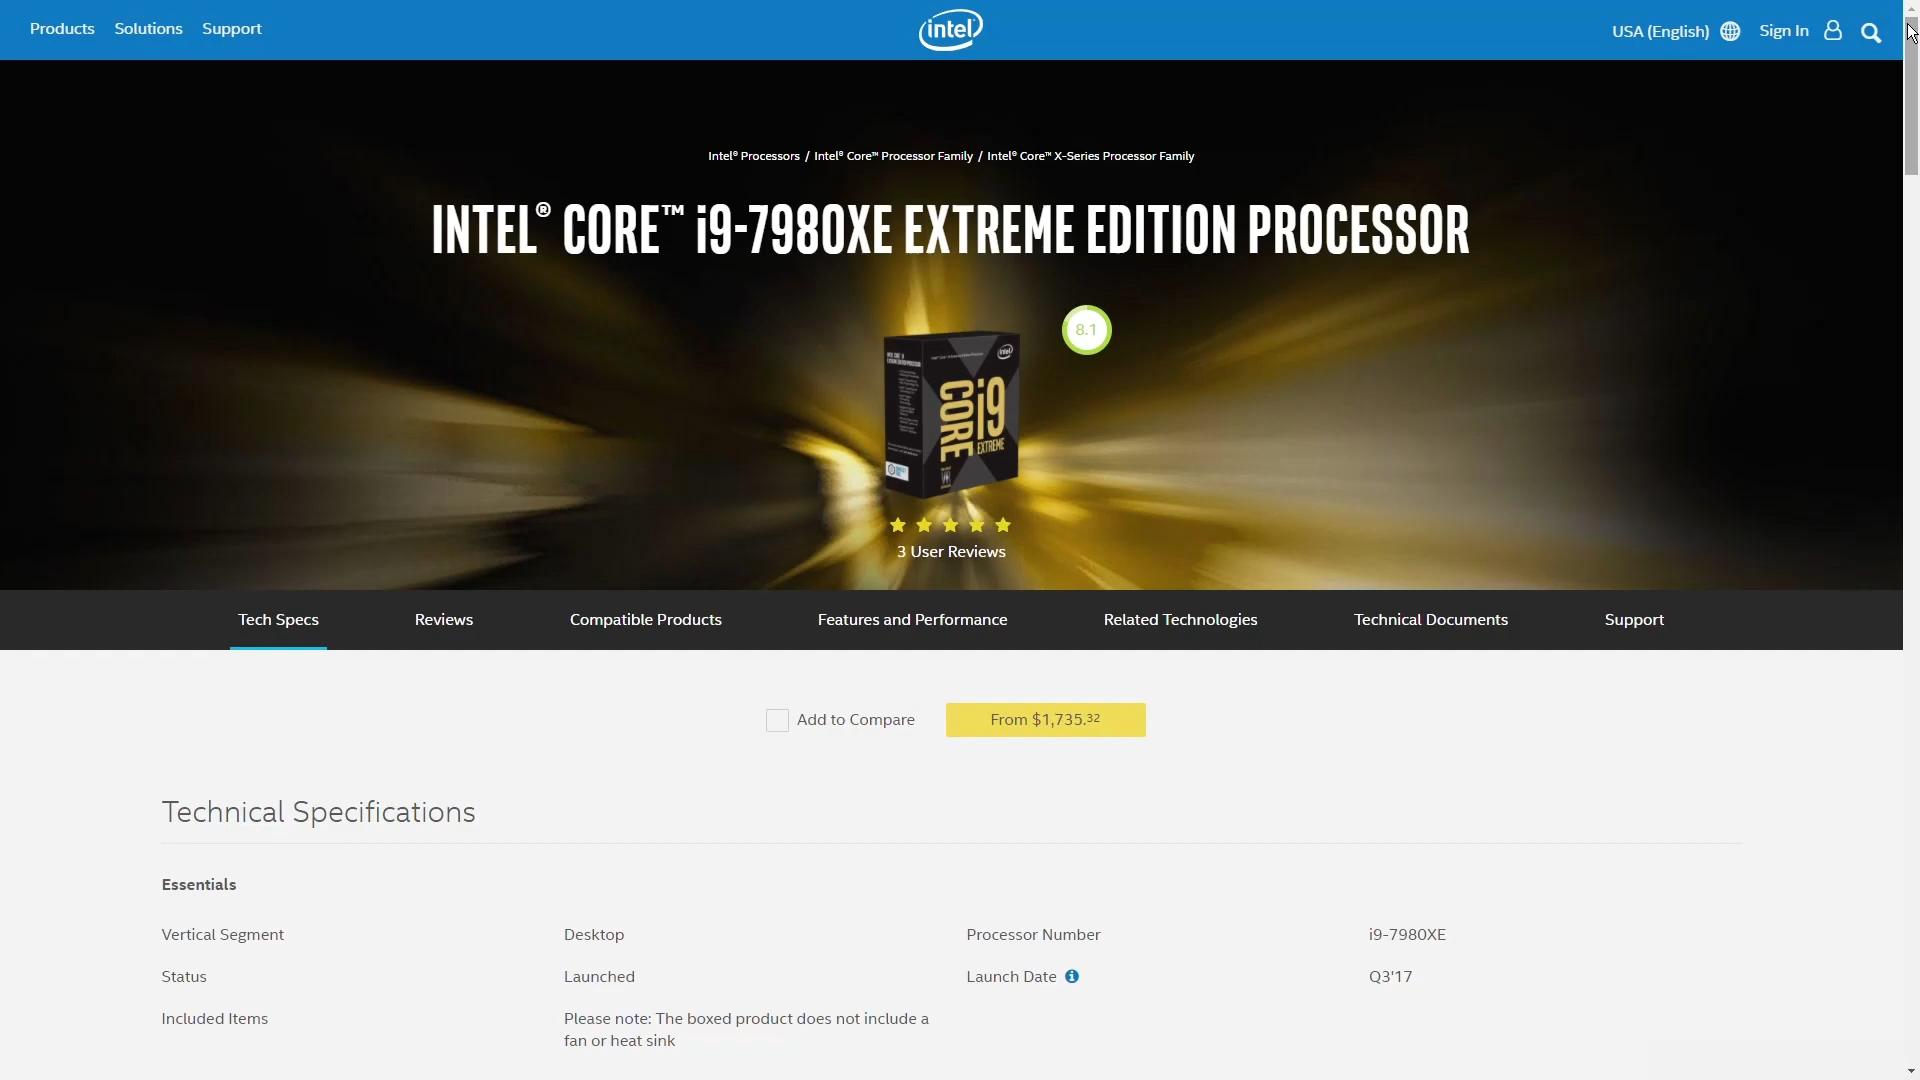 Products Solutions Support
intel
USA (English) Sign In
Intel® Processors / Intel® Core™ Processor Family / Intel® Core™ X-Series Processor Family
INTEL® CORE™ i9-7980XE EXTREME EDITION PROCESSOR
8.1
intel
CORE i9
EXTREME
3 User Reviews
Tech Specs Reviews Compatible Products Features and Performance Related Technologies Technical Documents Support
Add to Compare From $1,735.32
Technical Specifications
Essentials
Vertical Segment Desktop Processor Number i9-7980XE
Status Launched Launch Date Q3'17
Included Items Please note: The boxed product does not include a
fan or heat sink